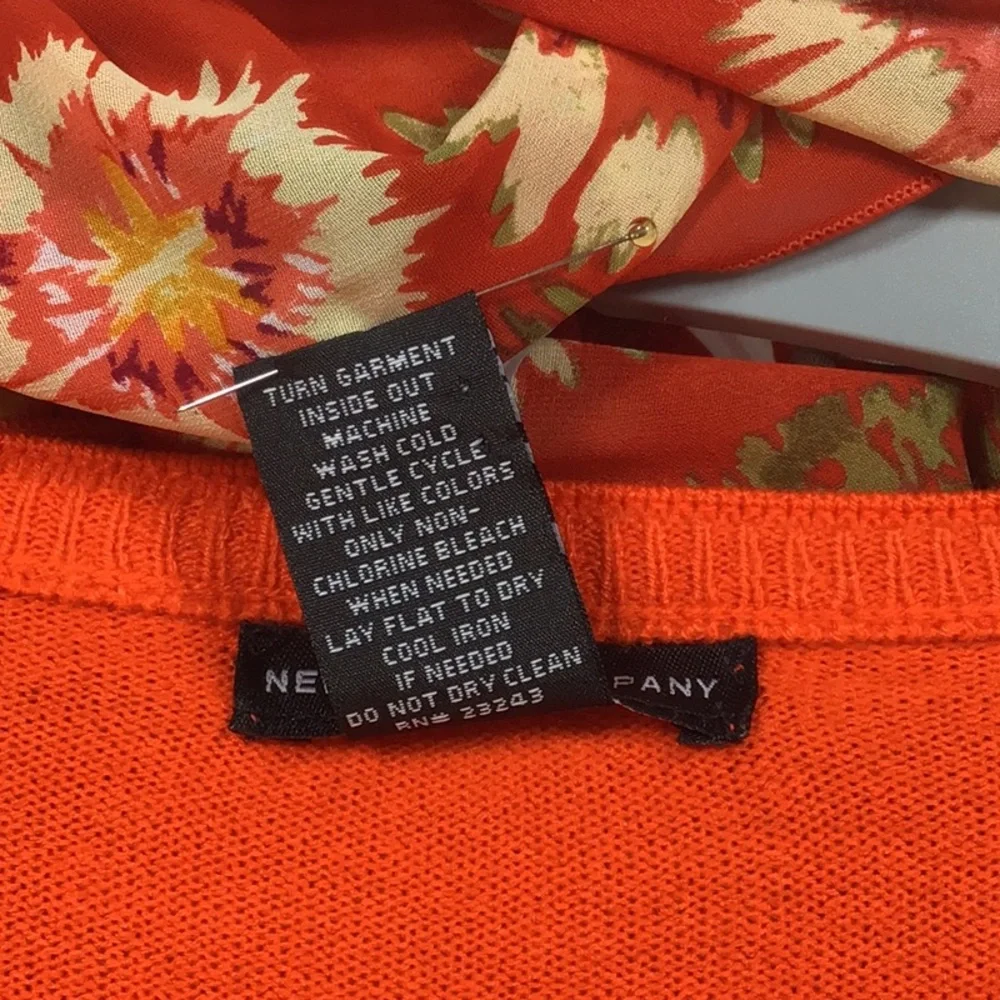 TURN GARMENT
INSIDE OUT
MACHINE
WASH COLD
GENTLE CYCLE
WITH LIKE COLORS
ONLY NON-
CHLORINE BLEACH
WHEN NEEDED
LAY FLAT TO DRY
COOL IRON
IF NEEDED
DO NOT DRY CLEAN
RN# 23243
NE PANY